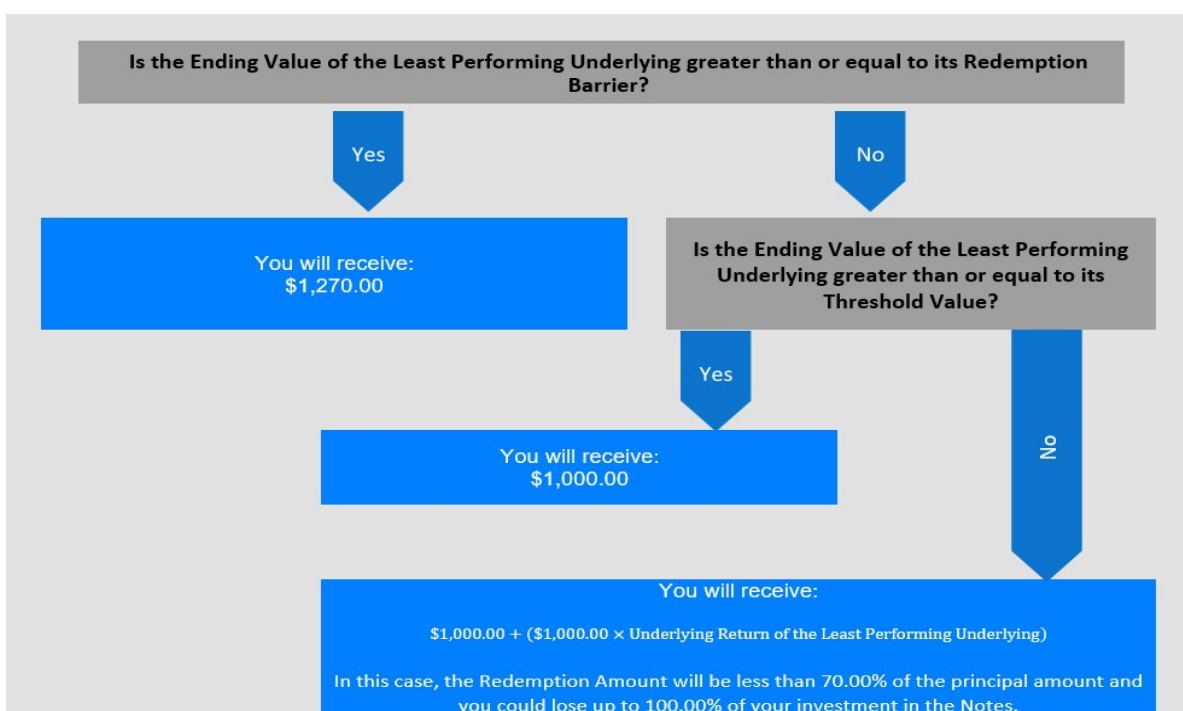 Is the Ending Value of the Least Performing Underlying greater than or equal to its Redemption
Barrier?
Yes
No
You will receive:
$1,270.00
Is the Ending Value of the Least Performing
Underlying greater than or equal to its
Threshold Value?
Yes
No
You will receive:
$1,000.00
You will receive:
$1,000.00 + ($1,000.00 × Underlying Return of the Least Performing Underlying)
In this case, the Redemption Amount will be less than 70.00% of the principal amount and
you could lose up to 100.00% of your investment in the Notes.